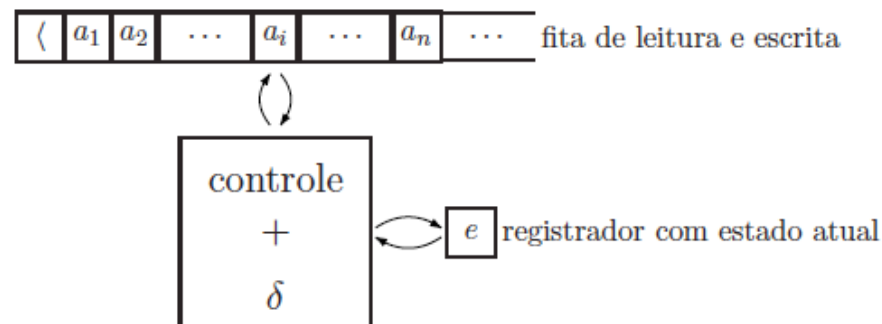 ⟨ a₁ a₂ ⋯ aᵢ ⋯ aₙ ⋯ fita de leitura e escrita
controle
+
e registrador com estado atual
δ